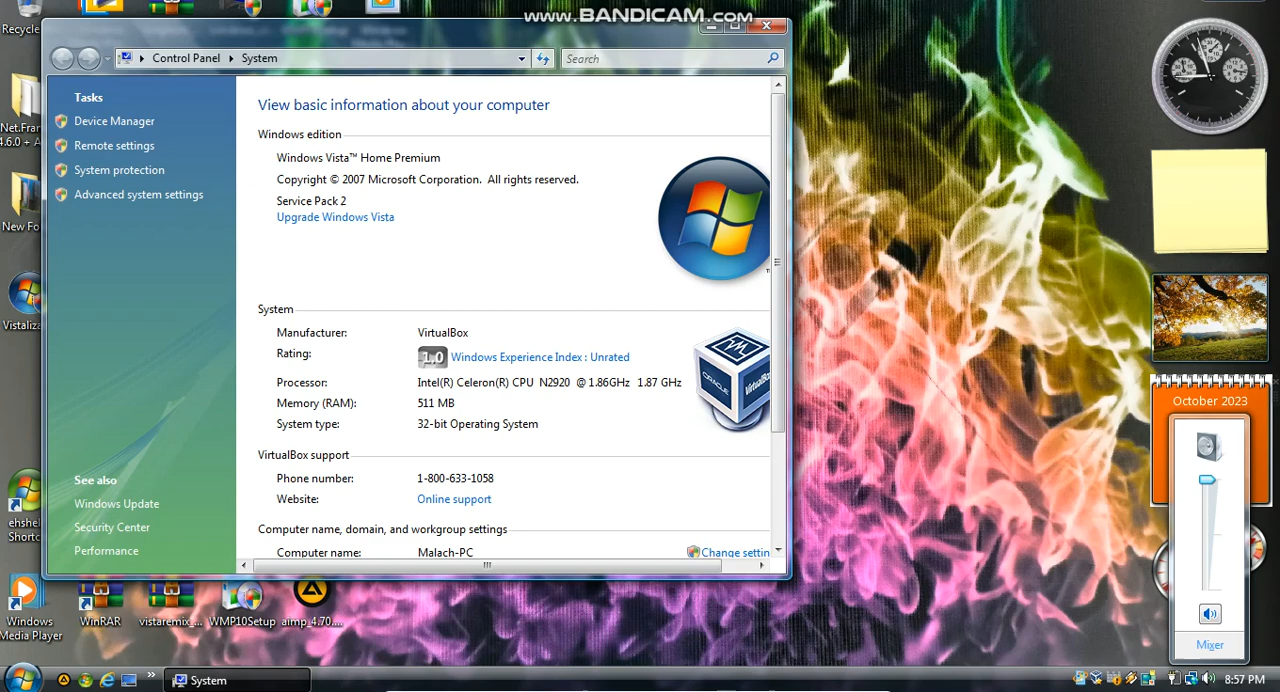 www.BANDICAM.com
Recycle
Control Panel
System
Search
Tasks
Device Manager
Remote settings
System protection
Advanced system settings
See also
Windows Update
Security Center
Performance
View basic information about your computer
Windows edition
Windows Vista™ Home Premium
Copyright © 2007 Microsoft Corporation. All rights reserved.
Service Pack 2
Upgrade Windows Vista
System
Manufacturer: VirtualBox
Rating: 1.0 Windows Experience Index : Unrated
Processor: Intel(R) Celeron(R) CPU N2920 @ 1.86GHz 1.87 GHz
Memory (RAM): 511 MB
System type: 32-bit Operating System
ORACLE VirtualBox
VirtualBox support
Phone number: 1-800-633-1058
Website: Online support
Computer name, domain, and workgroup settings
Computer name: Malach-PC
Change settin
Net.Fram
4.6.0 + A
New Fo
Vistaliza
ehshel
Shortc
Windows
Media Player
WinRAR
vistaremix_...
WMP10Setup
aimp_4.70....
October 2023
Mixer
System
8:57 PM